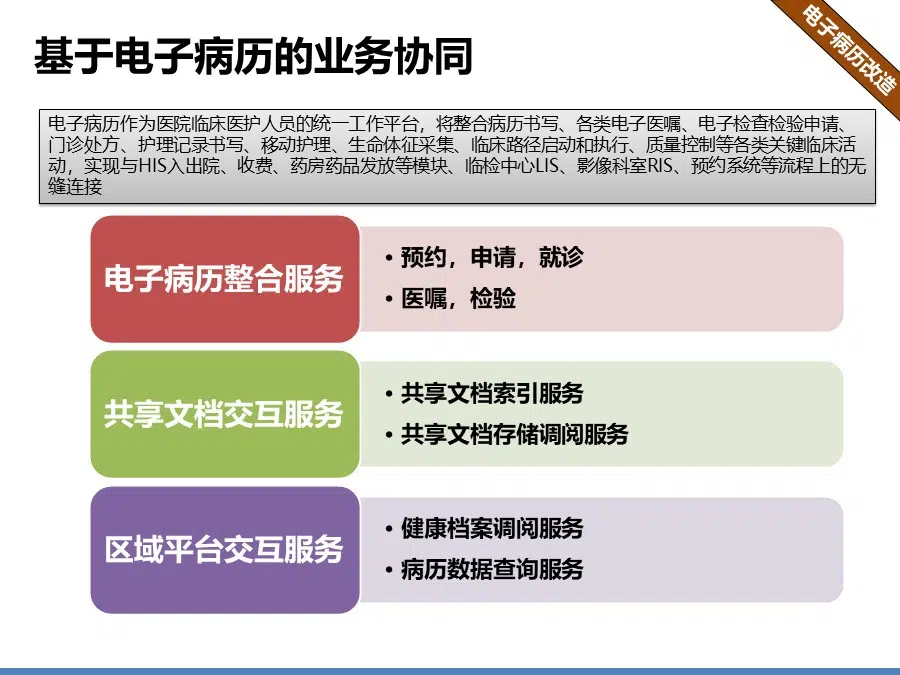 基于电子病历的业务协同
电子病历改造
电子病历作为医院临床医护人员的统一工作平台，将整合病历书写、各类电子医嘱、电子检查检验申请、
门诊处方、护理记录书写、移动护理、生命体征采集、临床路径启动和执行、质量控制等各类关键临床活
动，实现与HIS入出院、收费、药房药品发放等模块、临检中心LIS、影像科室RIS、预约系统等流程上的无
缝连接
电子病历整合服务
• 预约，申请，就诊
• 医嘱，检验
共享文档交互服务
• 共享文档索引服务
• 共享文档存储调阅服务
区域平台交互服务
• 健康档案调阅服务
• 病历数据查询服务